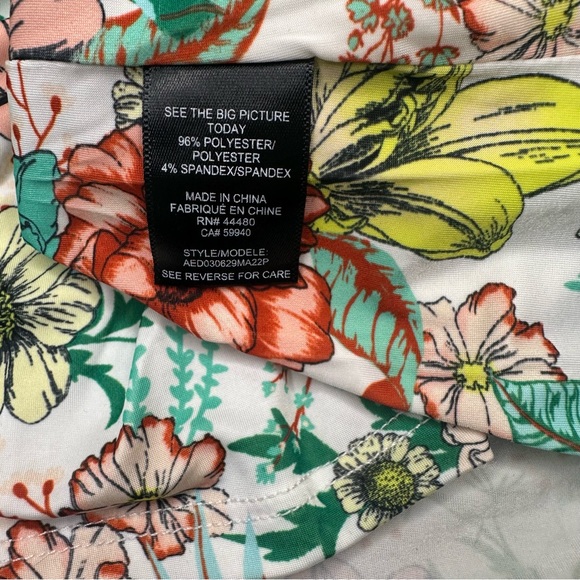 SEE THE BIG PICTURE
TODAY
96% POLYESTER/
POLYESTER
4% SPANDEX/SPANDEX
MADE IN CHINA
FABRIQUÉ EN CHINE
RN# 44480
CA# 59940
STYLE/MODELE:
AED030629MA22P
SEE REVERSE FOR CARE